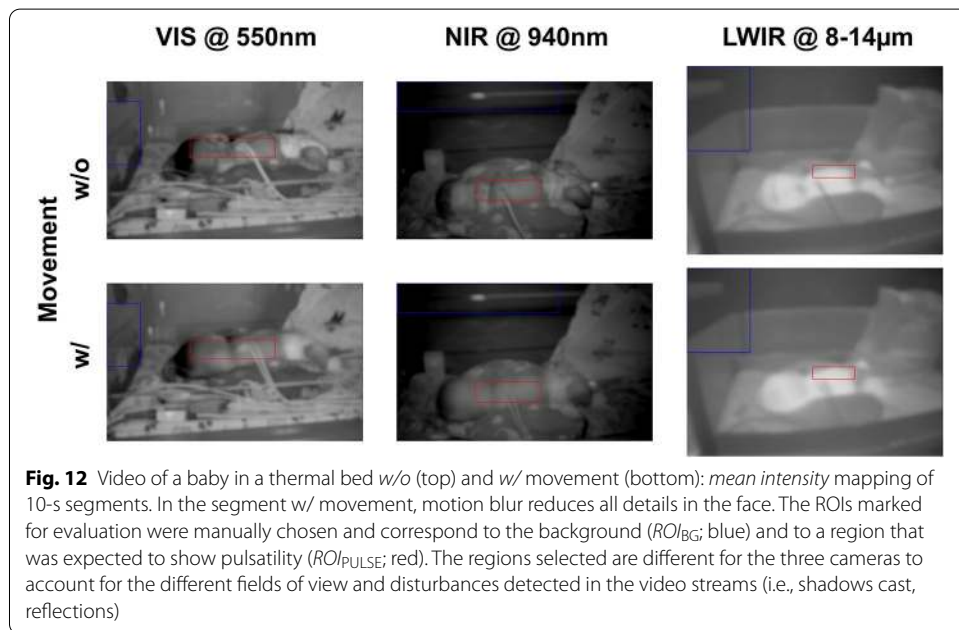 VIS @ 550nm NIR @ 940nm LWIR @ 8-14µm
Movement
w/o
w/
Fig. 12 Video of a baby in a thermal bed w/o (top) and w/ movement (bottom): mean intensity mapping of
10-s segments. In the segment w/ movement, motion blur reduces all details in the face. The ROIs marked
for evaluation were manually chosen and correspond to the background (ROI_BG; blue) and to a region that
was expected to show pulsatility (ROI_PULSE; red). The regions selected are different for the three cameras to
account for the different fields of view and disturbances detected in the video streams (i.e., shadows cast,
reflections)